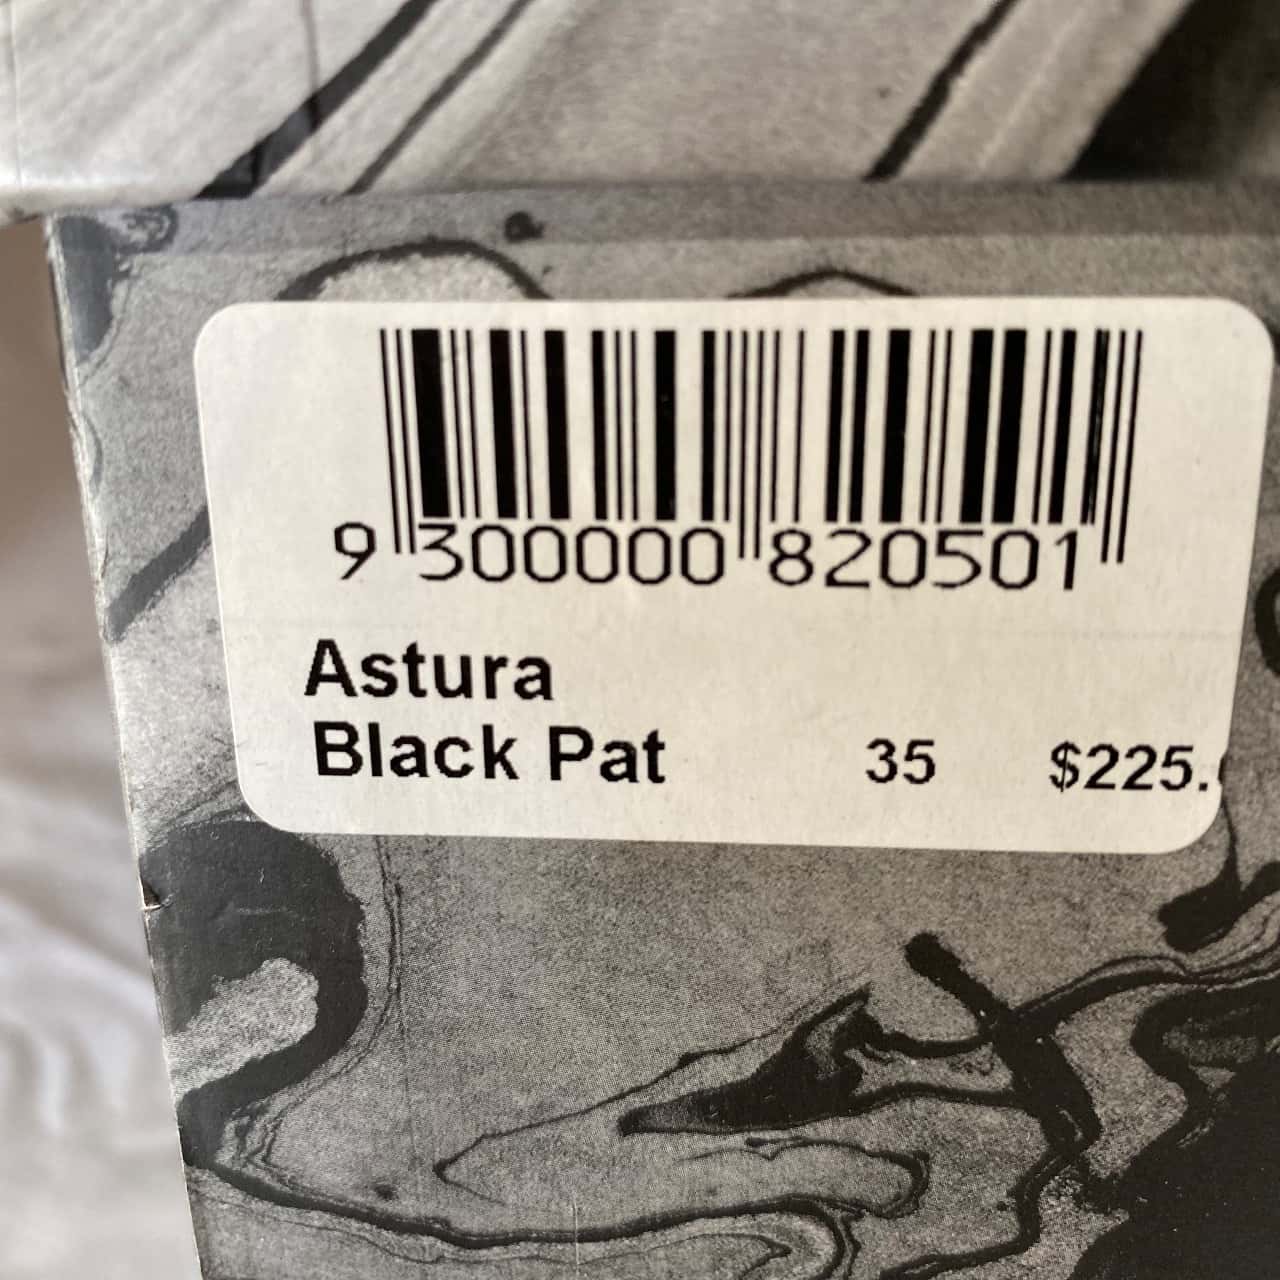 9 300000 820501
Astura
Black Pat 35 $225.